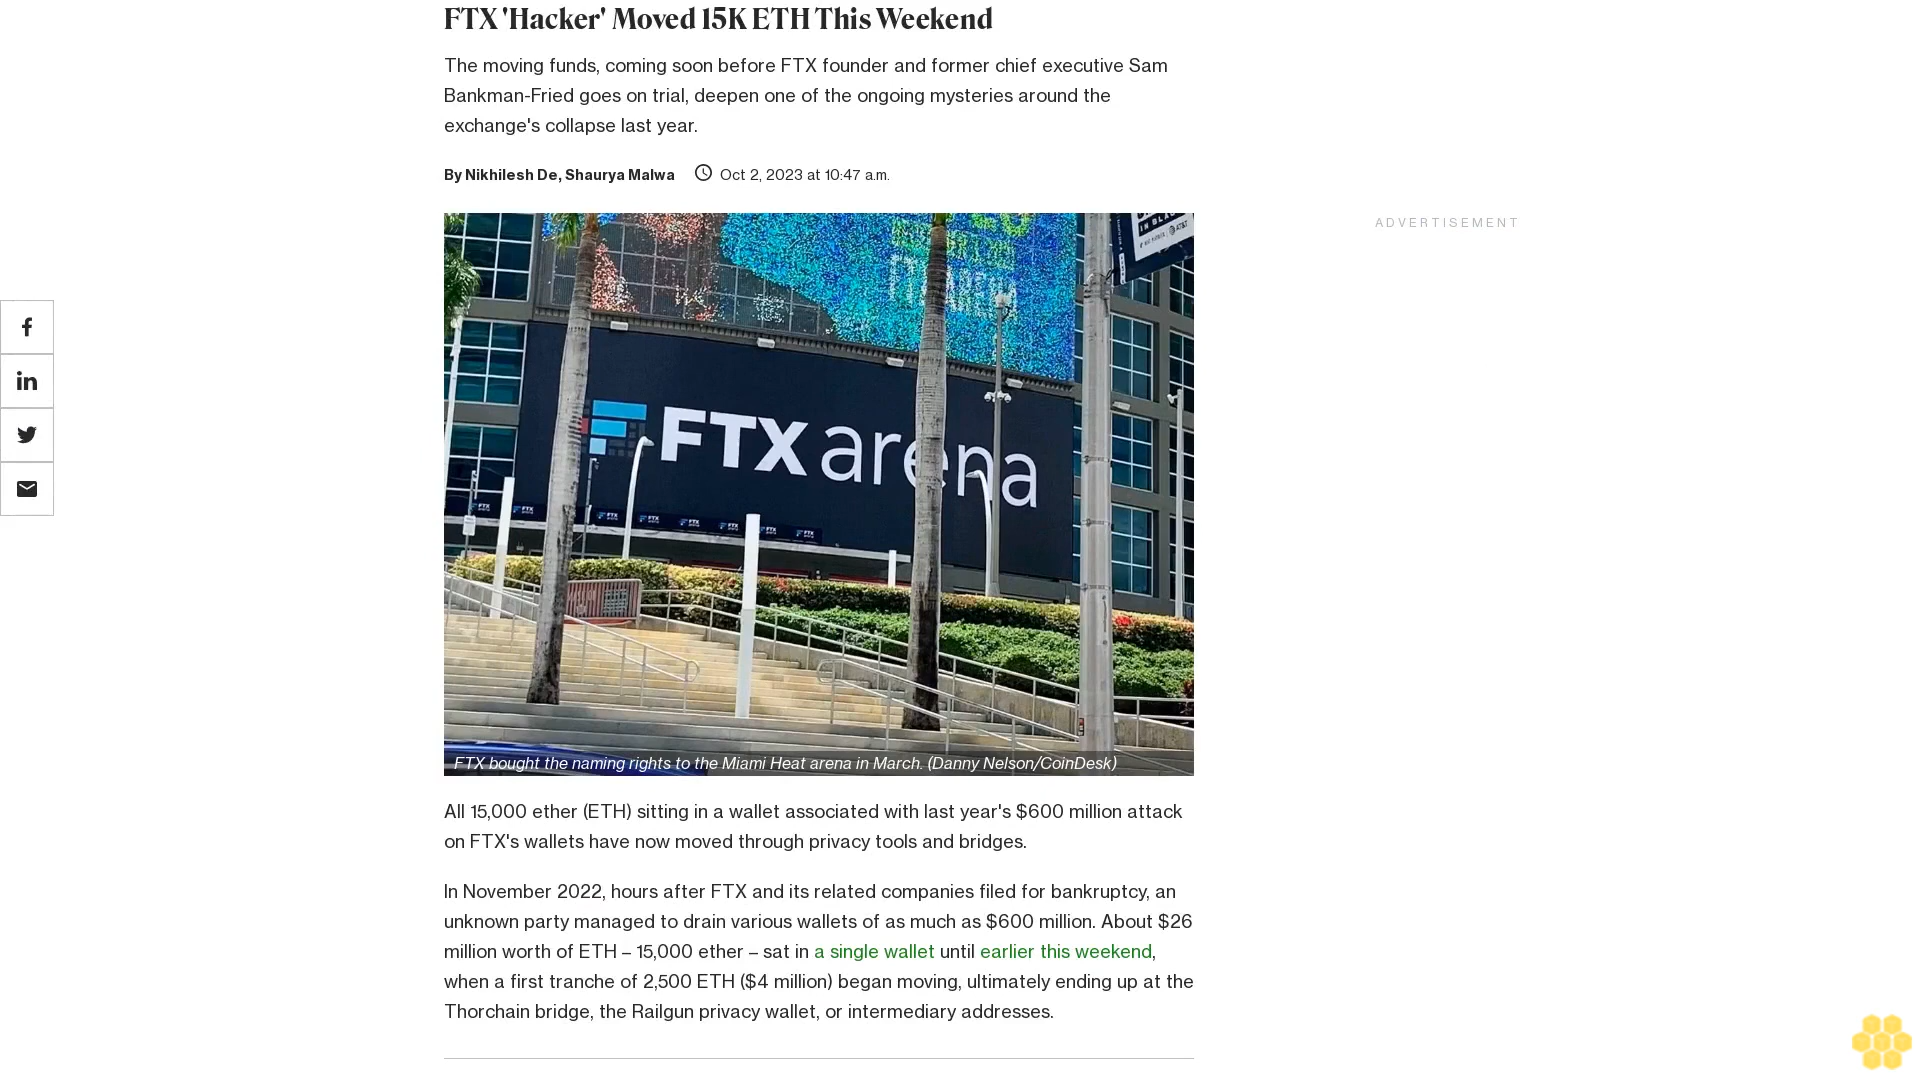 FTX 'Hacker' Moved 15K ETH This Weekend
The moving funds, coming soon before FTX founder and former chief executive Sam
Bankman-Fried goes on trial, deepen one of the ongoing mysteries around the
exchange's collapse last year.
By Nikhilesh De, Shaurya Malwa Oct 2, 2023 at 10:47 a.m.
ADVERTISEMENT
IN BLACK
AT&T
FTX arena
FTX bought the naming rights to the Miami Heat arena in March. (Danny Nelson/CoinDesk)
All 15,000 ether (ETH) sitting in a wallet associated with last year's $600 million attack
on FTX's wallets have now moved through privacy tools and bridges.
In November 2022, hours after FTX and its related companies filed for bankruptcy, an
unknown party managed to drain various wallets of as much as $600 million. About $26
million worth of ETH – 15,000 ether – sat in a single wallet until earlier this weekend,
when a first tranche of 2,500 ETH ($4 million) began moving, ultimately ending up at the
Thorchain bridge, the Railgun privacy wallet, or intermediary addresses.